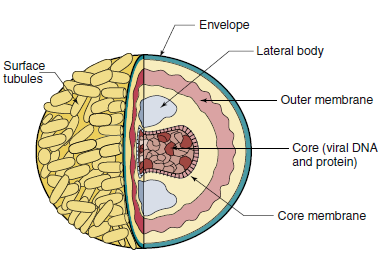 Envelope
Lateral body
Surface
tubules
Outer membrane
Core (viral DNA
and protein)
Core membrane